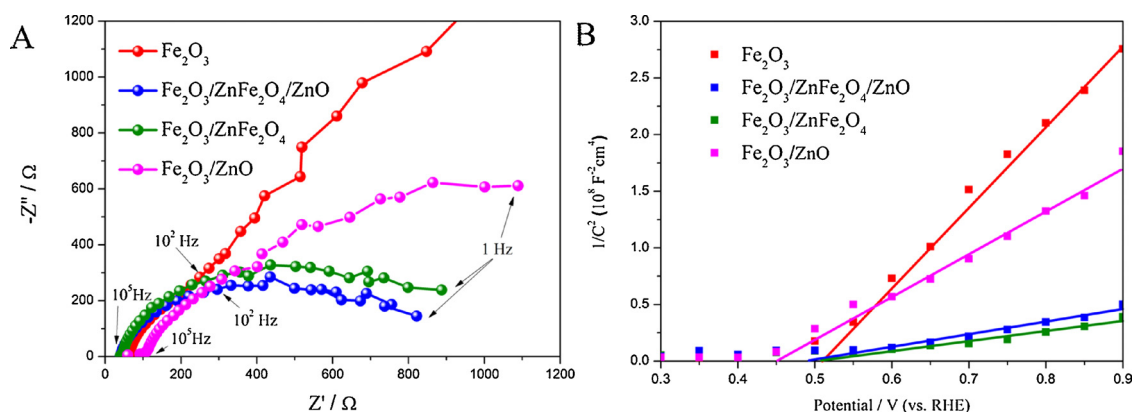 A
Fe2O3
Fe2O3/ZnFe2O4/ZnO
Fe2O3/ZnFe2O4
Fe2O3/ZnO
1200
1000
800
600
400
200
0
-Z'' / Ω
10^2 Hz
1 Hz
10^5Hz
10^2 Hz
10^5Hz
0 200 400 600 800 1000 1200
Z' / Ω
B
Fe2O3
Fe2O3/ZnFe2O4/ZnO
Fe2O3/ZnFe2O4
Fe2O3/ZnO
3.0
2.5
2.0
1.5
1.0
0.5
0.0
1/C^2 (10^8 F^-2cm^4)
0.3 0.4 0.5 0.6 0.7 0.8 0.9
Potential / V (vs. RHE)